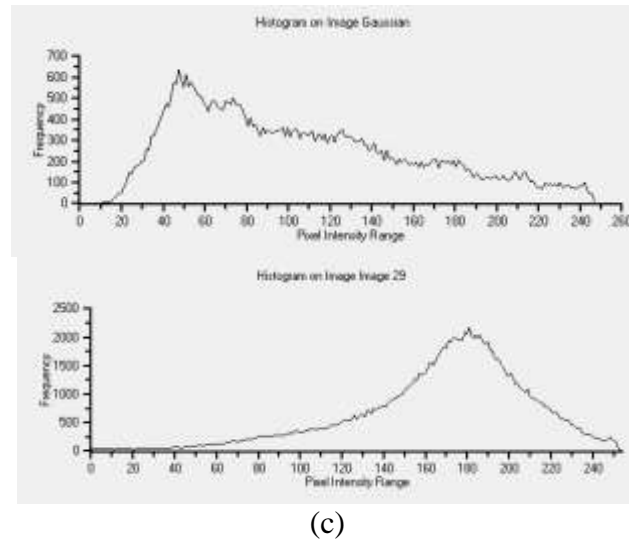 Histogram on Image Gaussian
700
600
500
400
300
200
100
0
Frequency
0 20 40 60 80 100 120 140 160 180 200 220 240 260
Pixel Intensity Range
Histogram on Image Image 29
2500
2000
1500
1000
500
0
Frequency
0 20 40 60 80 100 120 140 160 180 200 220 240
Pixel Intensity Range
(c)